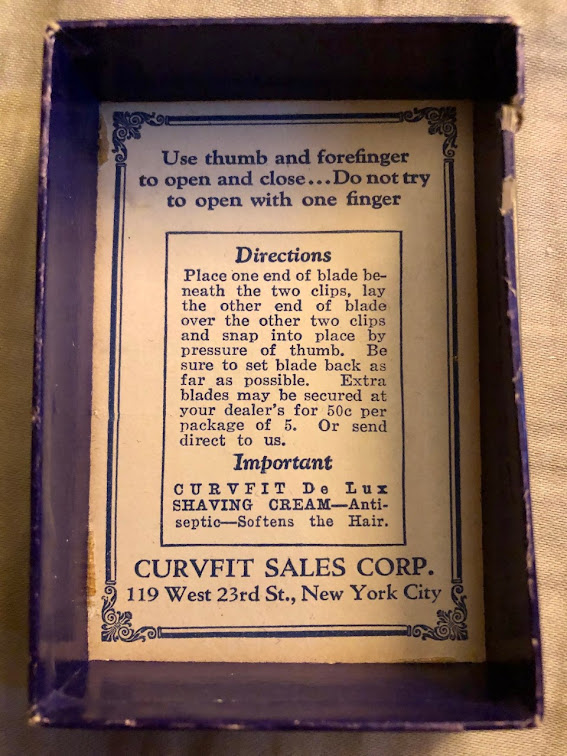 Use thumb and forefinger
to open and close...Do not try
to open with one finger
Directions
Place one end of blade be-
neath the two clips, lay
the other end of blade
over the other two clips
and snap into place by
pressure of thumb. Be
sure to set blade back as
far as possible. Extra
blades may be secured at
your dealer's for 50c per
package of 5. Or send
direct to us.
Important
CURVFIT De Lux
SHAVING CREAM—Anti-
septic—Softens the Hair.
CURVFIT SALES CORP.
119 West 23rd St., New York City